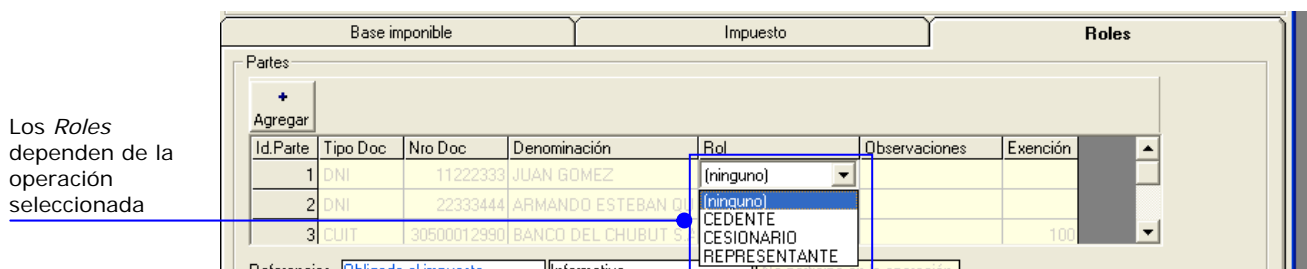 Base imponible Impuesto Roles
Partes
+
Agregar
Los Roles
dependen de la
operación
seleccionada
Id.Parte Tipo Doc Nro Doc Denominación Rol Observaciones Exención
1 DNI 11222333 JUAN GOMEZ (ninguno)
2 DNI 22333444 ARMANDO ESTEBAN QU
3 CUIT 30500012990 BANCO DEL CHUBUT S. 100
(ninguno)
CEDENTE
CESIONARIO
REPRESENTANTE
Referencias Obligado al impuesto Informativo